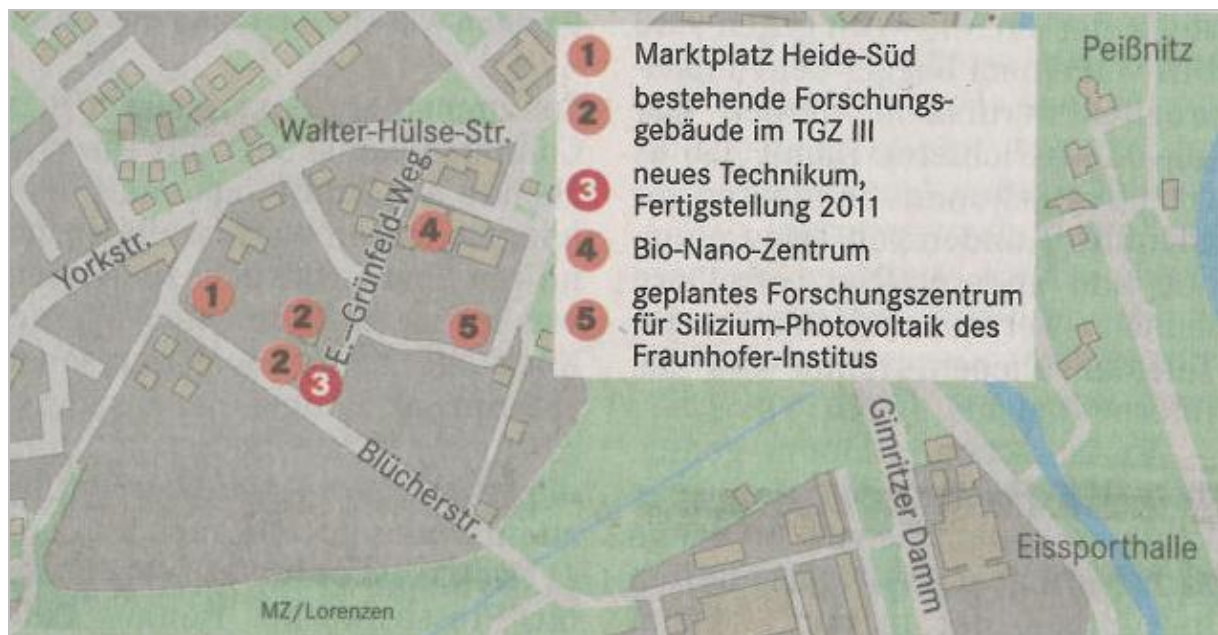 1 Marktplatz Heide-Süd
2 bestehende Forschungs-
gebäude im TGZ III
3 neues Technikum,
Fertigstellung 2011
4 Bio-Nano-Zentrum
5 geplantes Forschungszentrum
für Silizium-Photovoltaik des
Fraunhofer-Institus
Peißnitz
Walter-Hülse-Str.
Yorkstr.
E.–Grünfeld-Weg
4
1
2
5
2
3
Blücherstr.
Gimritzer Damm
Eissporthalle
MZ/Lorenzen